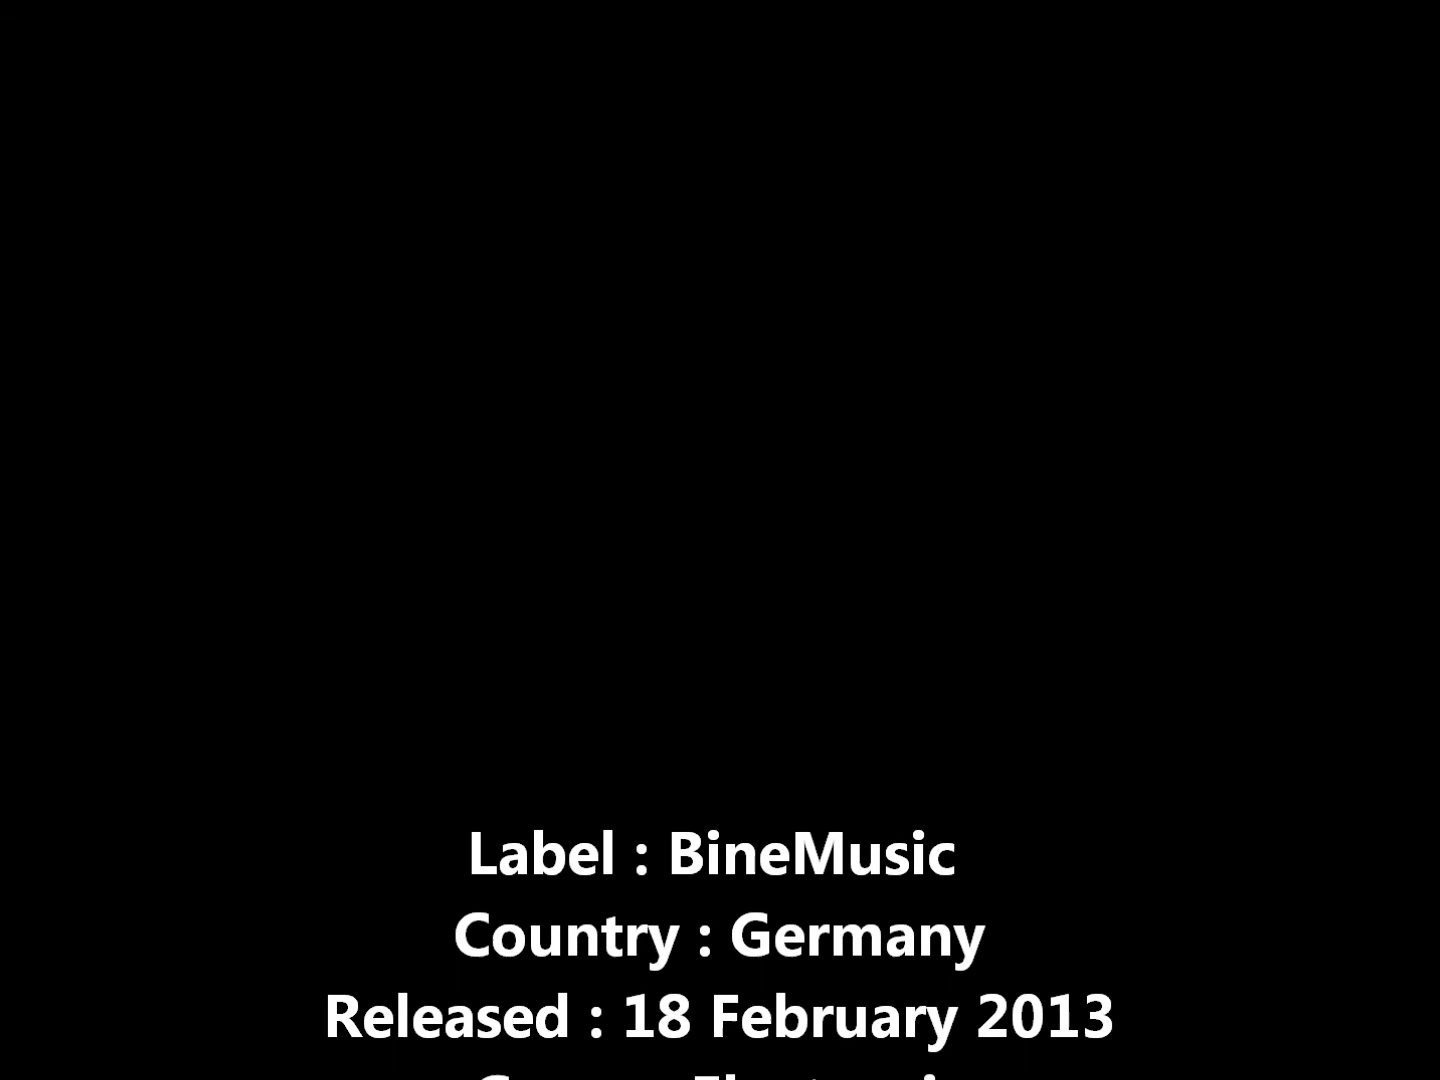 Label : BineMusic
Country : Germany
Released : 18 February 2013